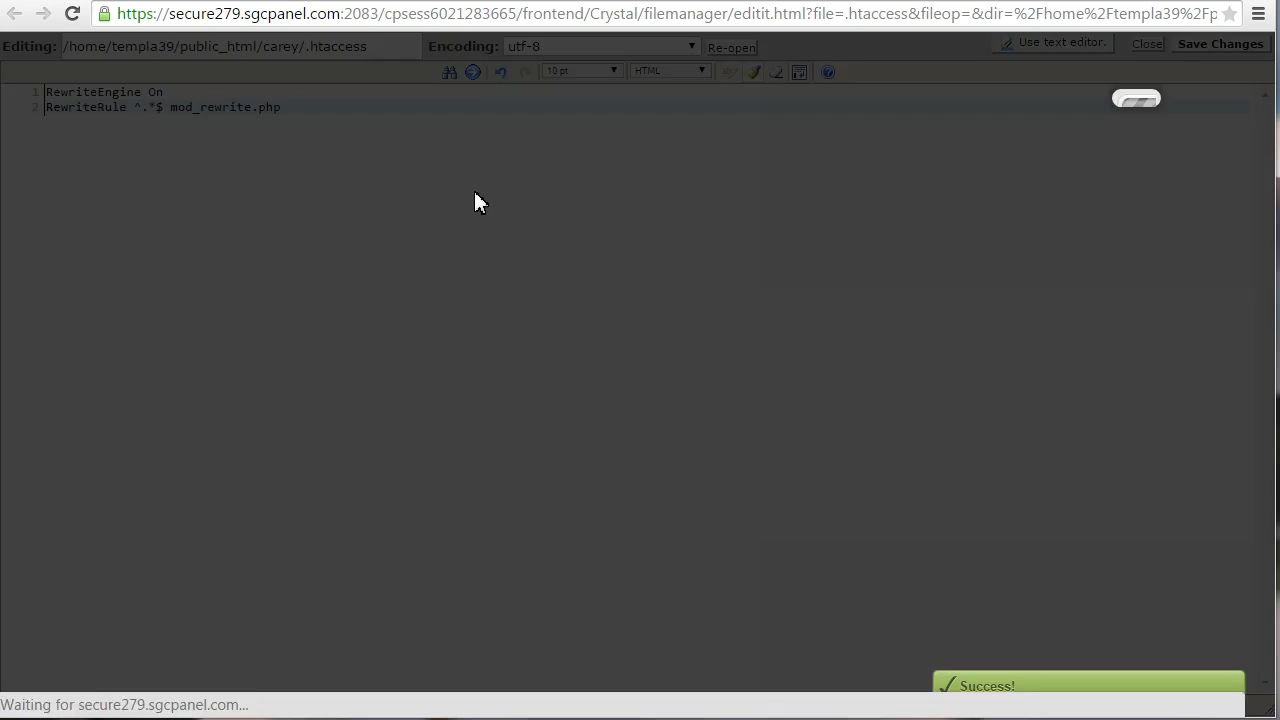 https://secure279.sgcpanel.com:2083/cpsess6021283665/frontend/Crystal/filemanager/editit.html?file=.htaccess&fileop=&dir=%2Fhome%2Ftempla39%2Fp
Editing: /home/templa39/public_html/carey/.htaccess Encoding: utf-8 Re-open Use text editor. Close Save Changes
10 pt HTML
1 RewriteEngine On
2 RewriteRule ^.*$ mod_rewrite.php
Success!
Waiting for secure279.sgcpanel.com...